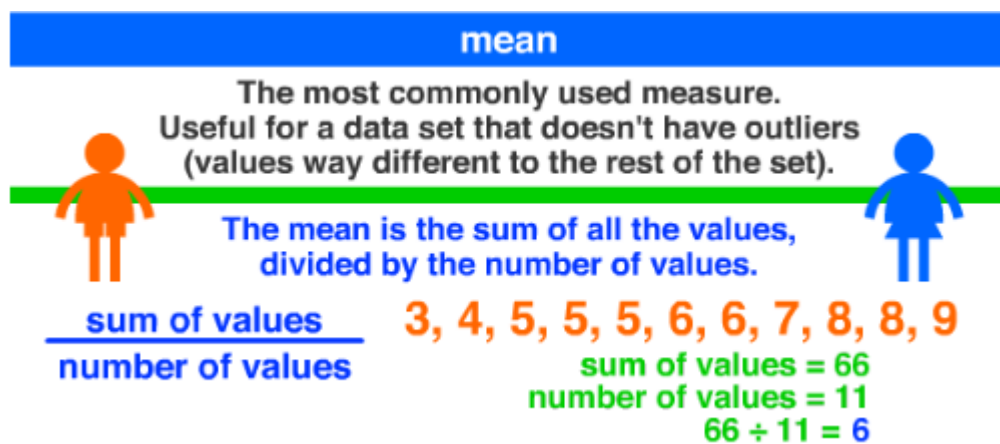 mean
The most commonly used measure.
Useful for a data set that doesn't have outliers
(values way different to the rest of the set).
The mean is the sum of all the values,
divided by the number of values.
sum of values
number of values
3, 4, 5, 5, 5, 6, 6, 7, 8, 8, 9
sum of values = 66
number of values = 11
66 ÷ 11 = 6